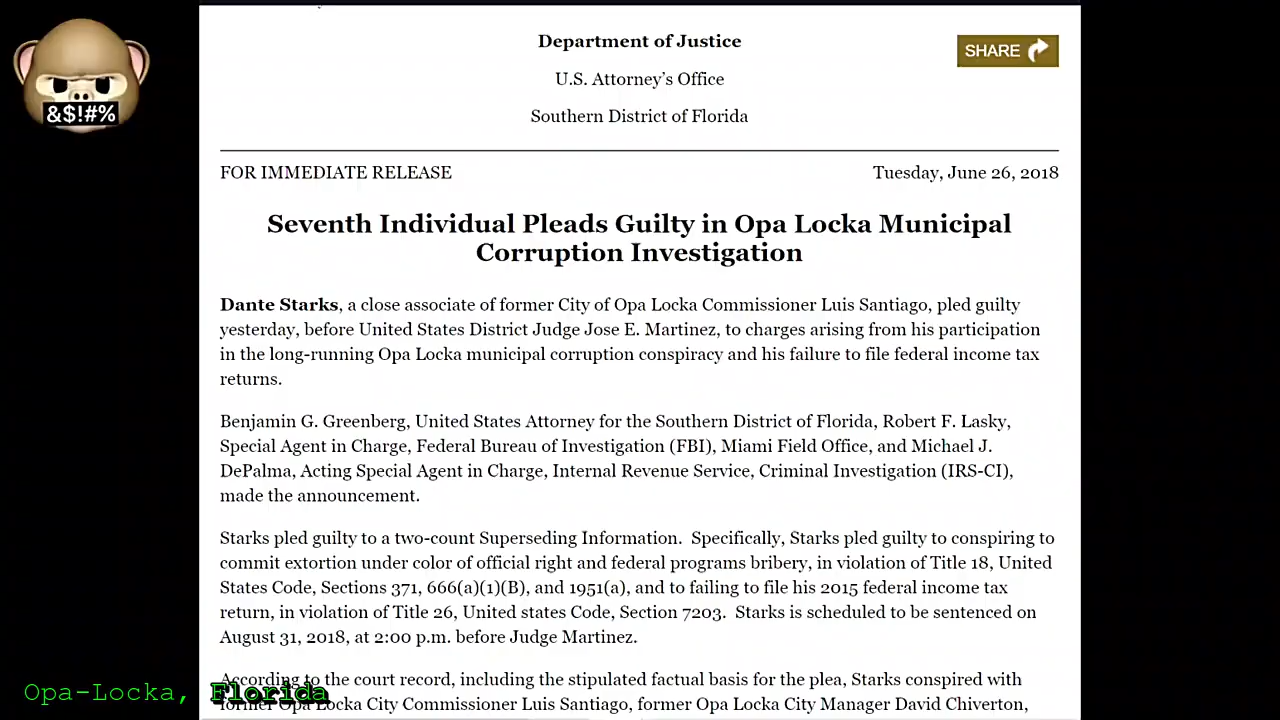 Department of Justice
SHARE
&$!#%
U.S. Attorney’s Office
Southern District of Florida
FOR IMMEDIATE RELEASE Tuesday, June 26, 2018
Seventh Individual Pleads Guilty in Opa Locka Municipal
Corruption Investigation
Dante Starks, a close associate of former City of Opa Locka Commissioner Luis Santiago, pled guilty
yesterday, before United States District Judge Jose E. Martinez, to charges arising from his participation
in the long-running Opa Locka municipal corruption conspiracy and his failure to file federal income tax
returns.
Benjamin G. Greenberg, United States Attorney for the Southern District of Florida, Robert F. Lasky,
Special Agent in Charge, Federal Bureau of Investigation (FBI), Miami Field Office, and Michael J.
DePalma, Acting Special Agent in Charge, Internal Revenue Service, Criminal Investigation (IRS-CI),
made the announcement.
Starks pled guilty to a two-count Superseding Information.  Specifically, Starks pled guilty to conspiring to
commit extortion under color of official right and federal programs bribery, in violation of Title 18, United
States Code, Sections 371, 666(a)(1)(B), and 1951(a), and to failing to file his 2015 federal income tax
return, in violation of Title 26, United states Code, Section 7203.  Starks is scheduled to be sentenced on
August 31, 2018, at 2:00 p.m. before Judge Martinez.
According to the court record, including the stipulated factual basis for the plea, Starks conspired with
former Opa Locka City Commissioner Luis Santiago, former Opa Locka City Manager David Chiverton,
Opa-Locka, Florida